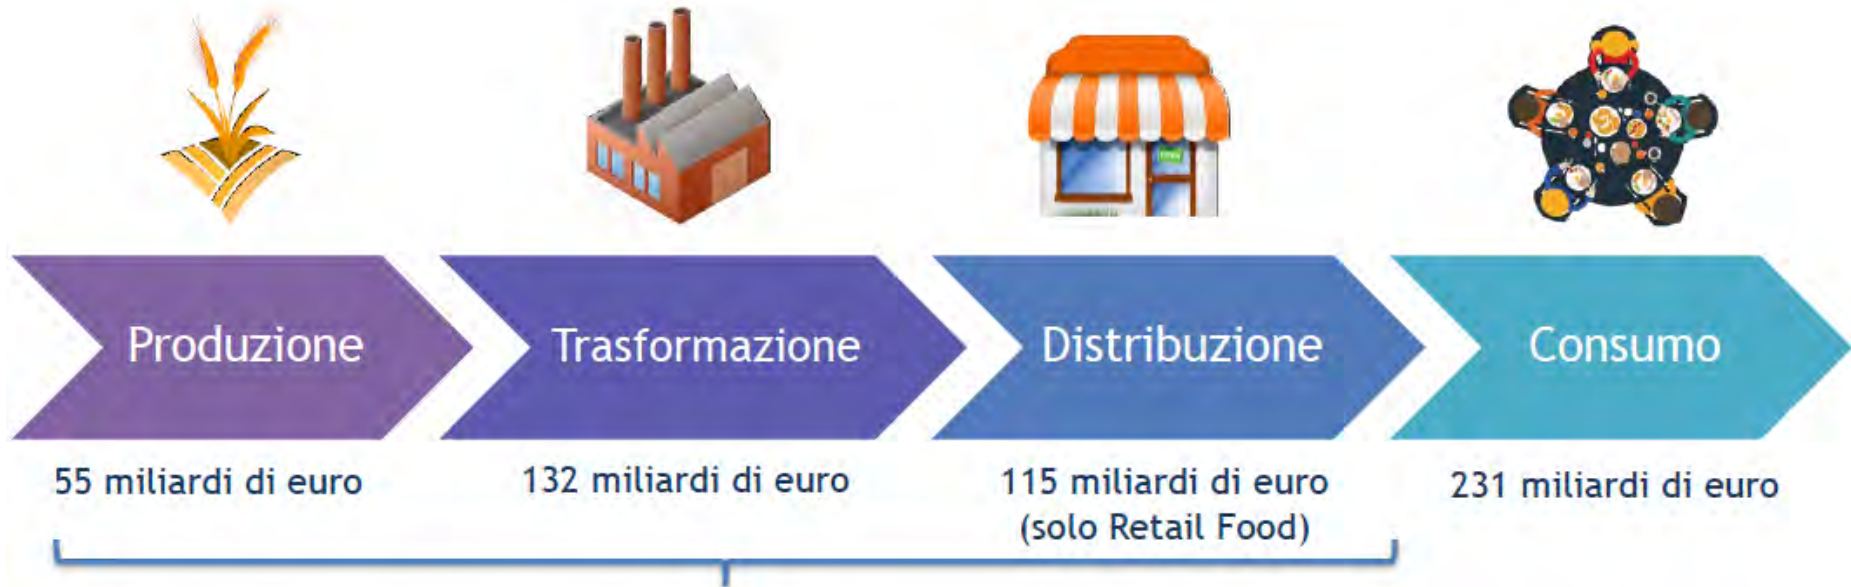 Produzione
Trasformazione
Distribuzione
Consumo
55 miliardi di euro
132 miliardi di euro
115 miliardi di euro
(solo Retail Food)
231 miliardi di euro